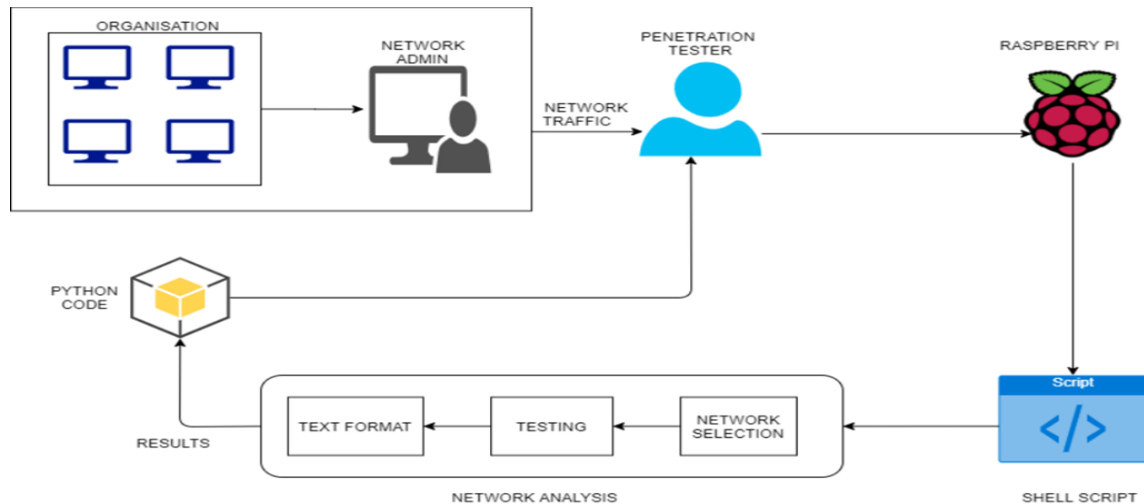 ORGANISATION
NETWORK
ADMIN
NETWORK
TRAFFIC
PENETRATION
TESTER
RASPBERRY PI
PYTHON
CODE
Script
</>
TEXT FORMAT
TESTING
NETWORK
SELECTION
RESULTS
NETWORK ANALYSIS
SHELL SCRIPT